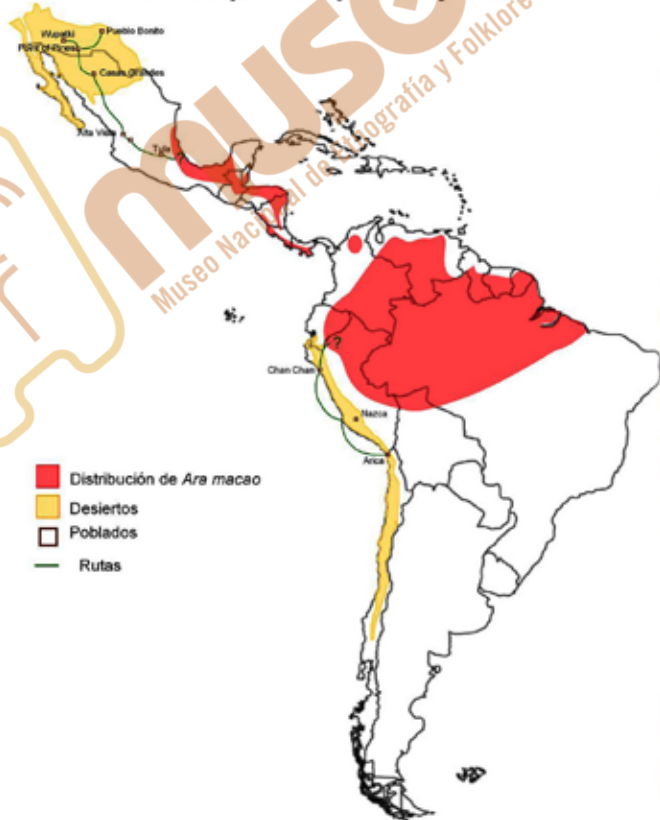 Wupatki
Pueblo Bonito
Casas Grandes
Alta Vista
Tula
muse
Museo Nacional de Etnografía y Folklore
?
Chan Chan
Nazca
Arica
Distribución de Ara macao
Desiertos
Poblados
Rutas